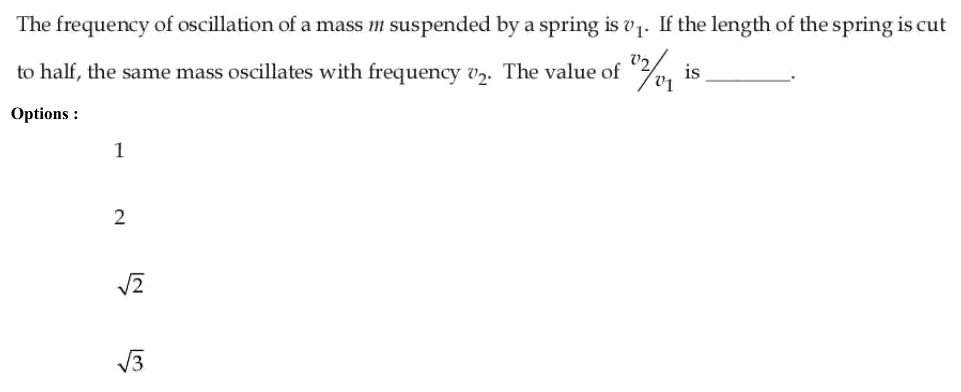 The frequency of oscillation of a mass m suspended by a spring is v₁. If the length of the spring is cut
to half, the same mass oscillates with frequency v₂. The value of v₂/v₁ is ________.
Options :
1
2
√2
√3